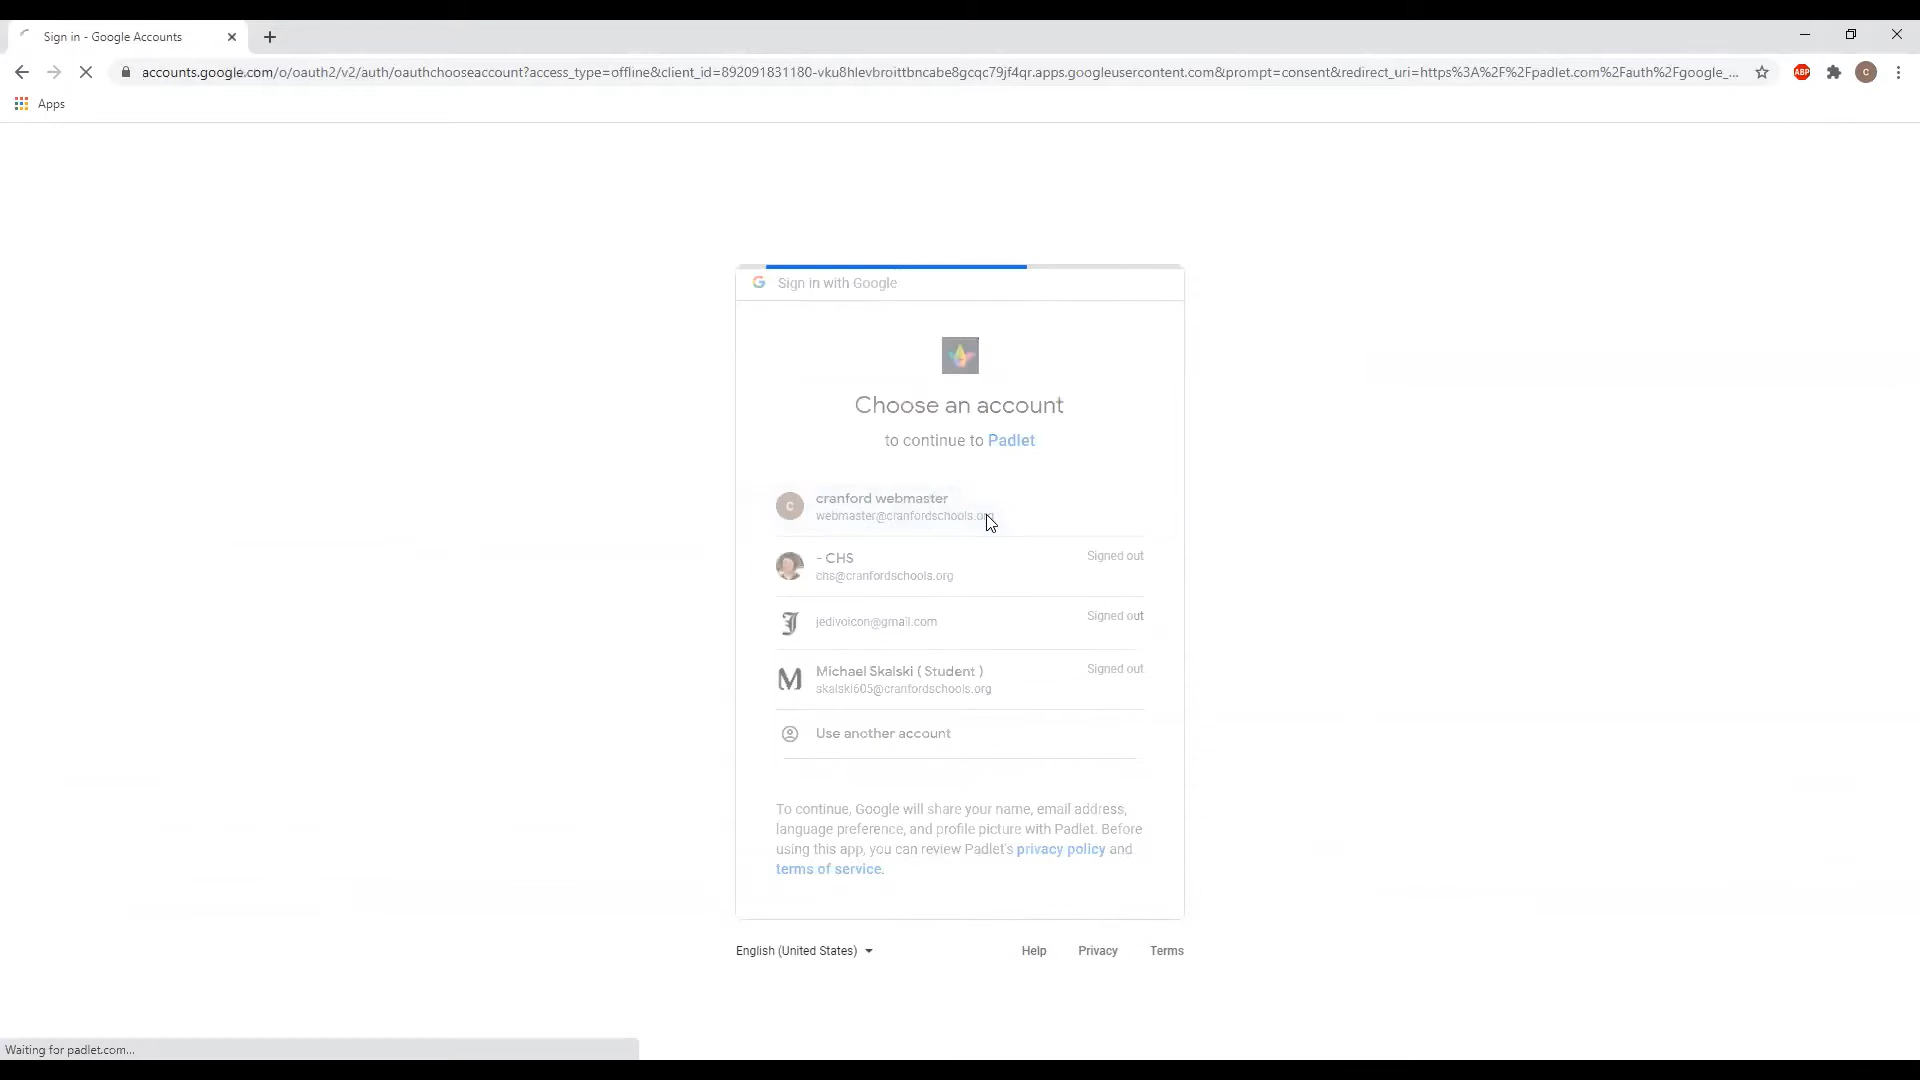 Sign in - Google Accounts
accounts.google.com/o/oauth2/v2/auth/oauthchooseaccount?access_type=offline&client_id=892091831180-vku8hlevbroittbncabe8gcqc79jf4qr.apps.googleusercontent.com&prompt=consent&redirect_uri=https%3A%2F%2Fpadlet.com%2Fauth%2Fgoogle_...
ABP
C
Apps
Sign in with Google
Choose an account
to continue to Padlet
C
cranford webmaster
webmaster@cranfordschools.org
- CHS
Signed out
chs@cranfordschools.org
jedivoicon@gmail.com
Signed out
Michael Skalski ( Student )
Signed out
skalski605@cranfordschools.org
Use another account
To continue, Google will share your name, email address,
language preference, and profile picture with Padlet. Before
using this app, you can review Padlet's privacy policy and
terms of service.
English (United States)
Help
Privacy
Terms
Waiting for padlet.com...